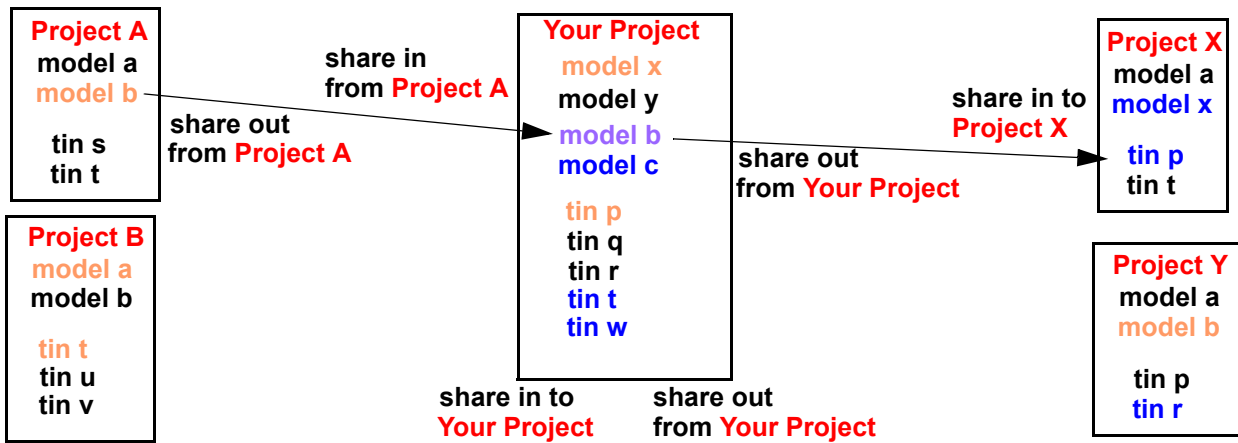 Project A
model a
model b
tin s
tin t
share out
from Project A
share in
from Project A
Project B
model a
model b
tin t
tin u
tin v
Your Project
model x
model y
model b
model c
tin p
tin q
tin r
tin t
tin w
share in to
Your Project
share out
from Your Project
share out
from Your Project
share in to
Project X
Project X
model a
model x
tin p
tin t
Project Y
model a
model b
tin p
tin r